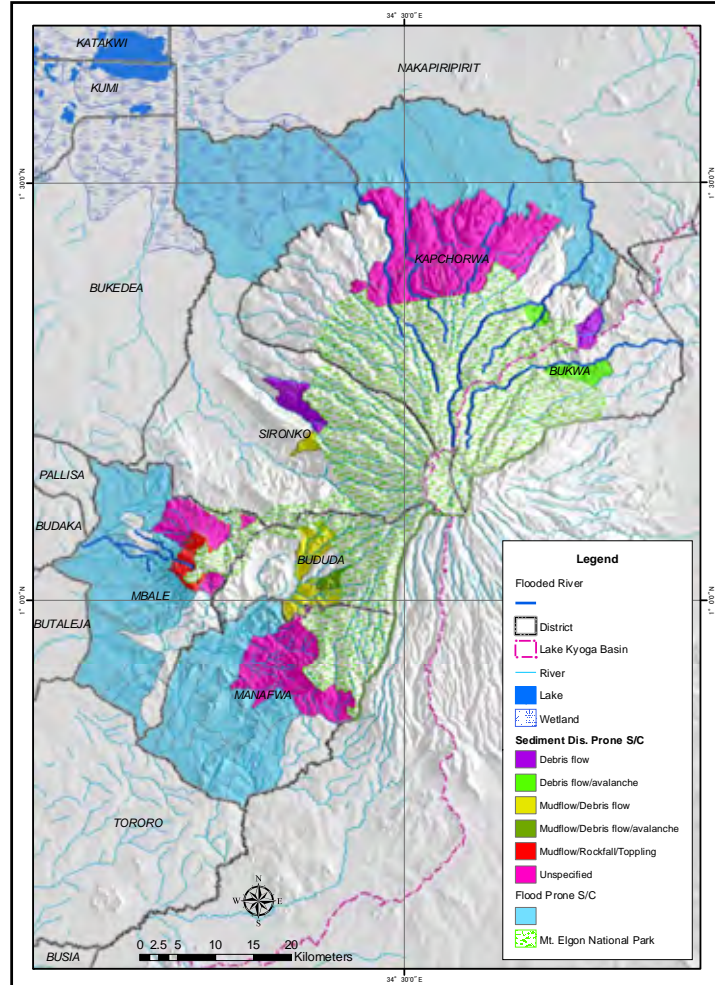 34°30'0"E
KATAKWI
NAKAPIRIPIRIT
KUMI
1°30'0"N
1°30'0"N
KAPCHORWA
BUKEDEA
BUKWA
SIRONKO
PALLISA
BUDAKA
BUDUDA
MBALE
1°0'0"N
1°0'0"N
BUTALEJA
MANAFWA
TORORO
BUSIA
Legend
Flooded River
District
Lake Kyoga Basin
River
Lake
Wetland
Sediment Dis. Prone S/C
Debris flow
Debris flow/avalanche
Mudflow/Debris flow
Mudflow/Debris flow/avalanche
Mudflow/Rockfall/Toppling
Unspecified
Flood Prone S/C
Mt. Elgon National Park
N
W E
S
0 2.5 5 10 15 20
Kilometers
34°30'0"E